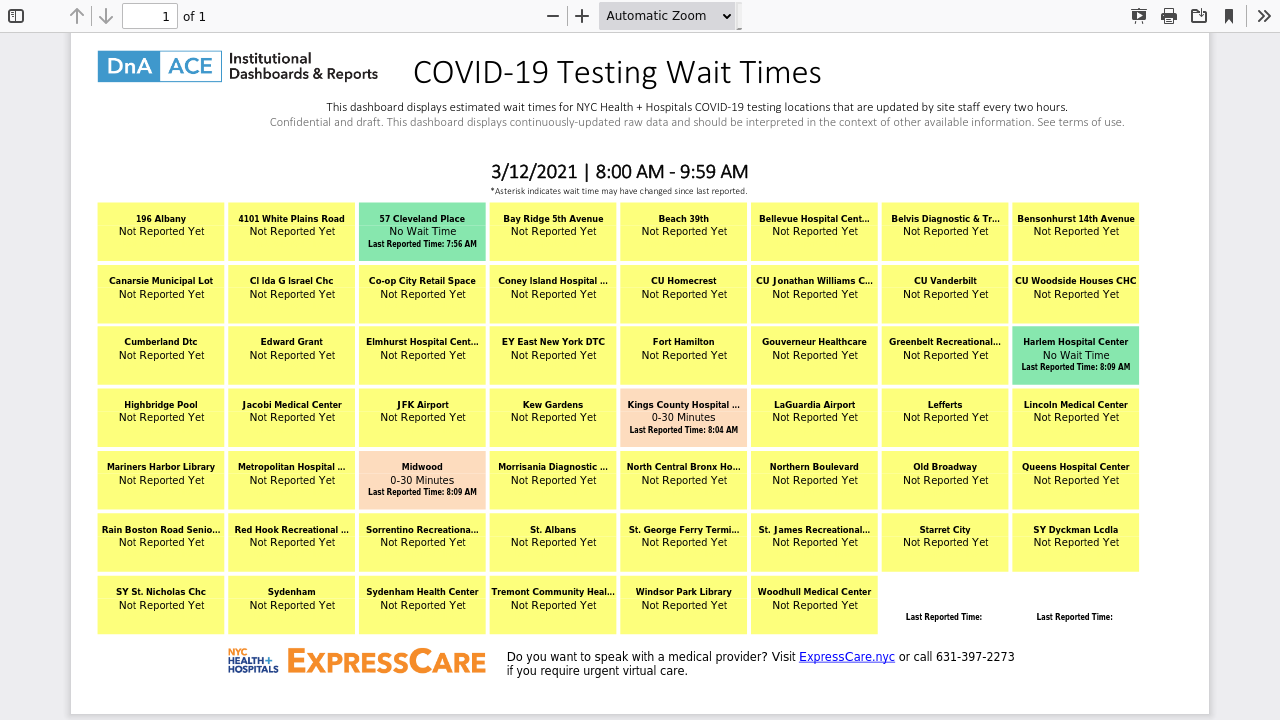 1 of 1
Automatic Zoom
DnA ACE Institutional
Dashboards & Reports
COVID-19 Testing Wait Times
This dashboard displays estimated wait times for NYC Health + Hospitals COVID-19 testing locations that are updated by site staff every two hours.
Confidential and draft. This dashboard displays continuously-updated raw data and should be interpreted in the context of other available information. See terms of use.
3/12/2021 | 8:00 AM - 9:59 AM
*Asterisk indicates wait time may have changed since last reported.
196 Albany
Not Reported Yet
4101 White Plains Road
Not Reported Yet
57 Cleveland Place
No Wait Time
Last Reported Time: 7:56 AM
Bay Ridge 5th Avenue
Not Reported Yet
Beach 39th
Not Reported Yet
Bellevue Hospital Cent...
Not Reported Yet
Belvis Diagnostic & Tr...
Not Reported Yet
Bensonhurst 14th Avenue
Not Reported Yet
Canarsie Municipal Lot
Not Reported Yet
CI Ida G Israel Chc
Not Reported Yet
Co-op City Retail Space
Not Reported Yet
Coney Island Hospital ...
Not Reported Yet
CU Homecrest
Not Reported Yet
CU Jonathan Williams C...
Not Reported Yet
CU Vanderbilt
Not Reported Yet
CU Woodside Houses CHC
Not Reported Yet
Cumberland Dtc
Not Reported Yet
Edward Grant
Not Reported Yet
Elmhurst Hospital Cent...
Not Reported Yet
EY East New York DTC
Not Reported Yet
Fort Hamilton
Not Reported Yet
Gouverneur Healthcare
Not Reported Yet
Greenbelt Recreational...
Not Reported Yet
Harlem Hospital Center
No Wait Time
Last Reported Time: 8:09 AM
Highbridge Pool
Not Reported Yet
Jacobi Medical Center
Not Reported Yet
JFK Airport
Not Reported Yet
Kew Gardens
Not Reported Yet
Kings County Hospital ...
0-30 Minutes
Last Reported Time: 8:04 AM
LaGuardia Airport
Not Reported Yet
Lefferts
Not Reported Yet
Lincoln Medical Center
Not Reported Yet
Mariners Harbor Library
Not Reported Yet
Metropolitan Hospital ...
Not Reported Yet
Midwood
0-30 Minutes
Last Reported Time: 8:09 AM
Morrisania Diagnostic ...
Not Reported Yet
North Central Bronx Ho...
Not Reported Yet
Northern Boulevard
Not Reported Yet
Old Broadway
Not Reported Yet
Queens Hospital Center
Not Reported Yet
Rain Boston Road Senio...
Not Reported Yet
Red Hook Recreational ...
Not Reported Yet
Sorrentino Recreationa...
Not Reported Yet
St. Albans
Not Reported Yet
St. George Ferry Termi...
Not Reported Yet
St. James Recreational...
Not Reported Yet
Starret City
Not Reported Yet
SY Dyckman Lcdla
Not Reported Yet
SY St. Nicholas Chc
Not Reported Yet
Sydenham
Not Reported Yet
Sydenham Health Center
Not Reported Yet
Tremont Community Heal...
Not Reported Yet
Windsor Park Library
Not Reported Yet
Woodhull Medical Center
Not Reported Yet
Last Reported Time:
Last Reported Time:
NYC
HEALTH+
HOSPITALS
EXPRESSCARE
Do you want to speak with a medical provider? Visit ExpressCare.nyc or call 631-397-2273
if you require urgent virtual care.